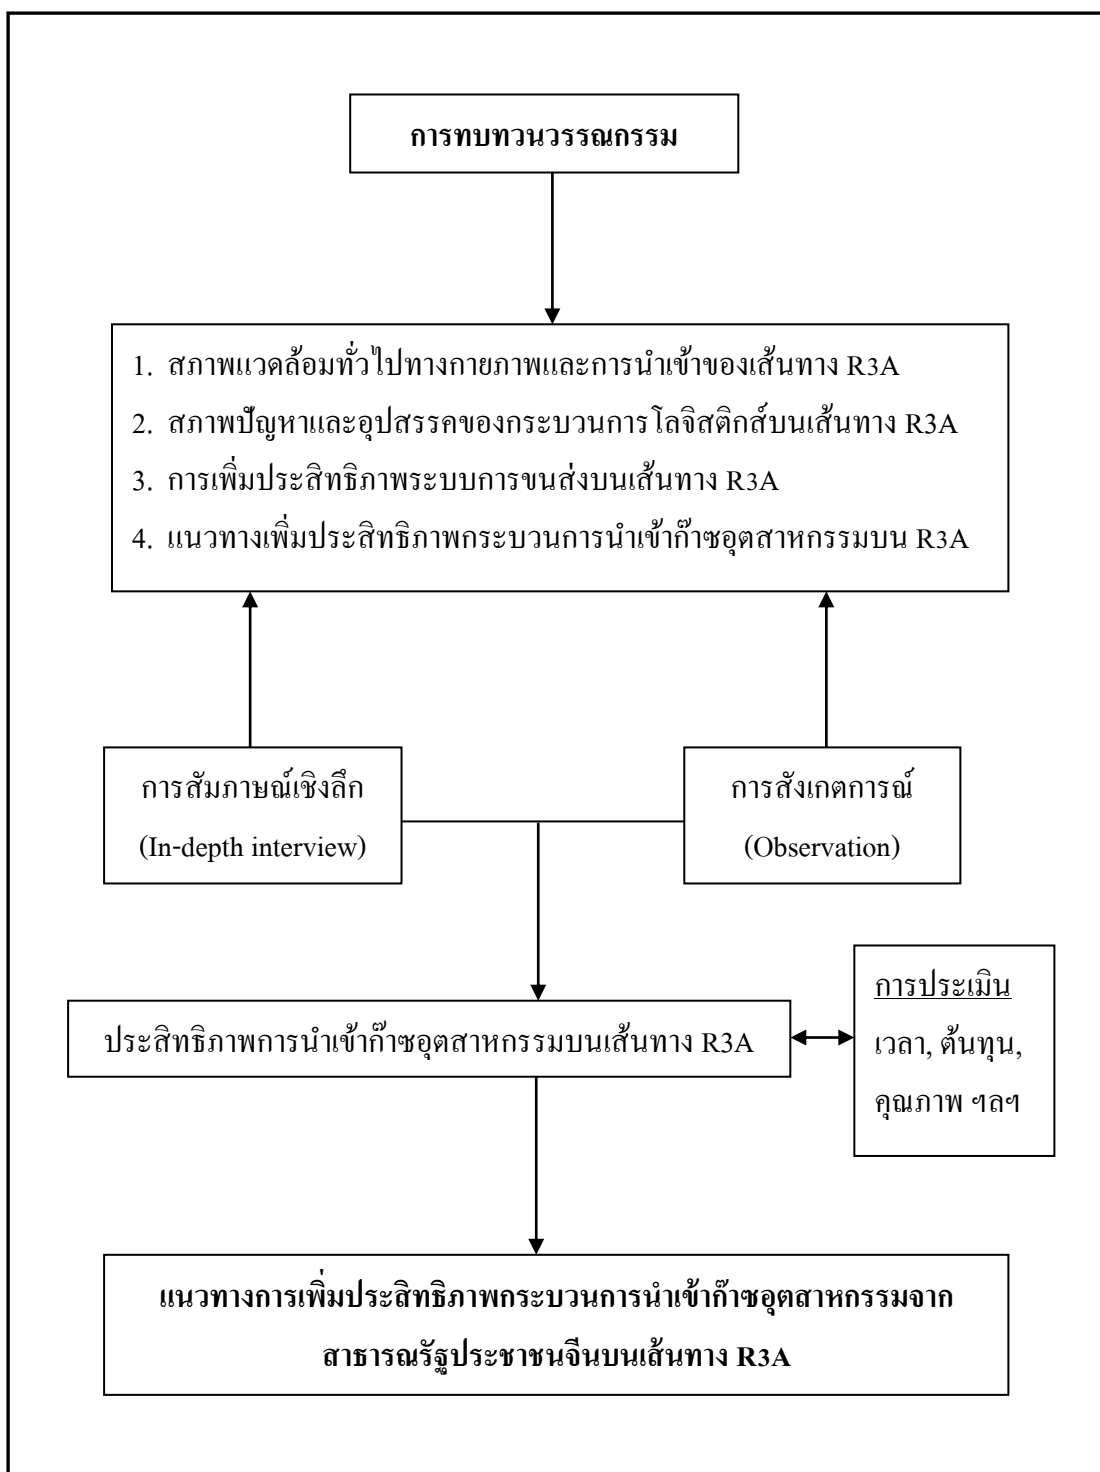 การทบทวนวรรณกรรม
1. สภาพแวดล้อมทั่วไปทางกายภาพและการนำเข้าของเส้นทาง R3A
2. สภาพปัญหาและอุปสรรคของกระบวนการโลจิสติกส์บนเส้นทาง R3A
3. การเพิ่มประสิทธิภาพระบบการขนส่งบนเส้นทาง R3A
4. แนวทางเพิ่มประสิทธิภาพกระบวนการนำเข้าก๊าซอุตสาหกรรมบน R3A
การสัมภาษณ์เชิงลึก
(In-depth interview)
การสังเกตการณ์
(Observation)
ประสิทธิภาพการนำเข้าก๊าซอุตสาหกรรมบนเส้นทาง R3A
การประเมิน
เวลา, ต้นทุน,
คุณภาพ ฯลฯ
แนวทางการเพิ่มประสิทธิภาพกระบวนการนำเข้าก๊าซอุตสาหกรรมจาก
สาธารณรัฐประชาชนจีนบนเส้นทาง R3A